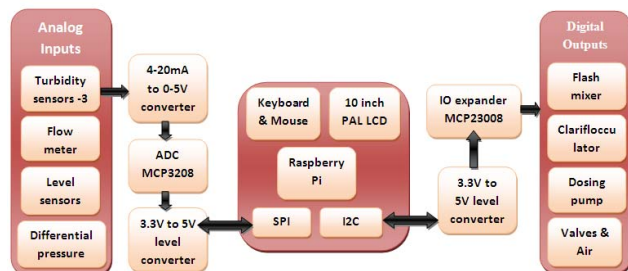 Analog
Inputs
Turbidity
sensors -3
Flow
meter
Level
sensors
Differential
pressure
4-20mA
to 0-5V
converter
ADC
MCP3208
3.3V to 5V
level
converter
Keyboard
& Mouse
10 inch
PAL LCD
Raspberry
Pi
SPI
I2C
IO expander
MCP23008
3.3V to
5V level
converter
Digital
Outputs
Flash
mixer
Clarifloccu
lator
Dosing
pump
Valves &
Air